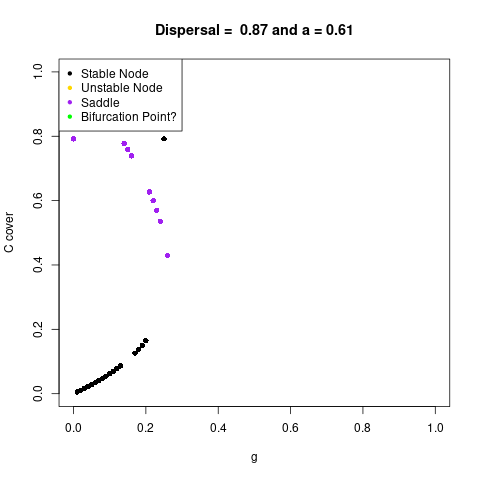 Dispersal =  0.87 and a = 0.61
Stable Node
Unstable Node
Saddle
Bifurcation Point?
C cover
1.0
0.8
0.6
0.4
0.2
0.0
0.0 0.2 0.4 0.6 0.8 1.0
g